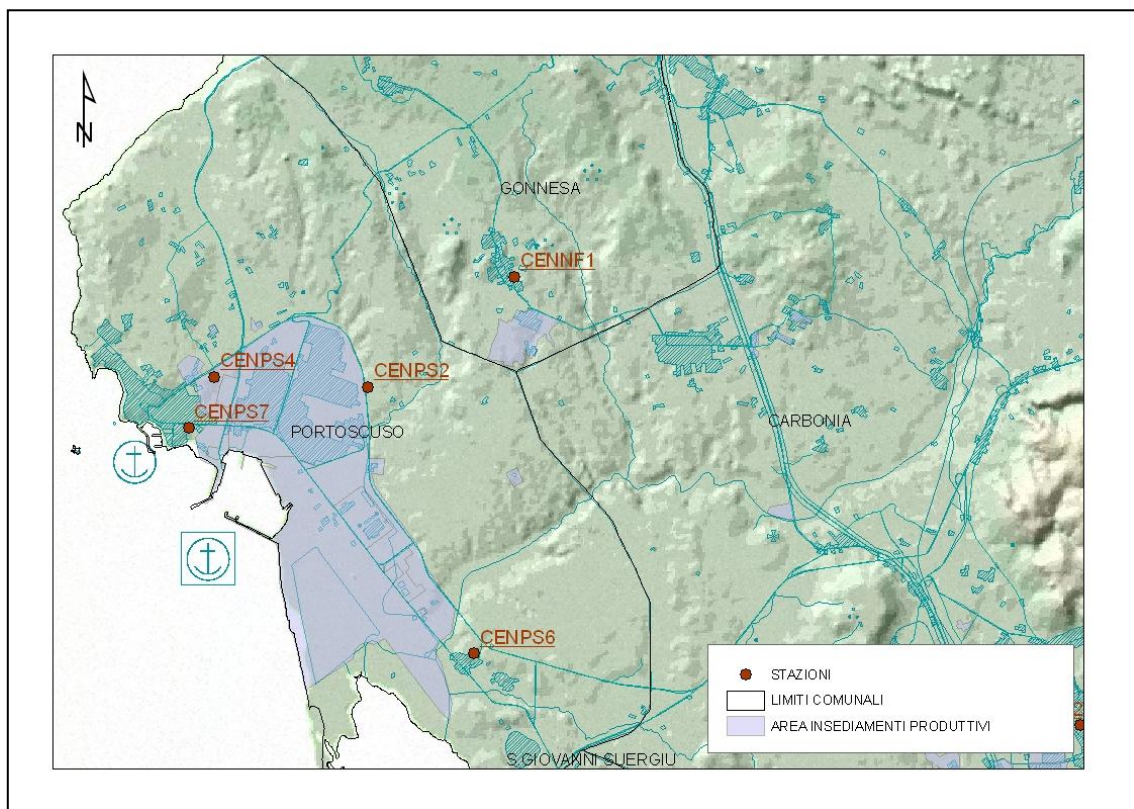 N
GONNESA
CENNF1
CENPS4
CENPS2
CENPS7
PORTOSCUSO
CARBONIA
CENPS6
STAZIONI
LIMITI COMUNALI
AREA INSEDIAMENTI PRODUTTIVI
S.GIOVANNI SUERGIU